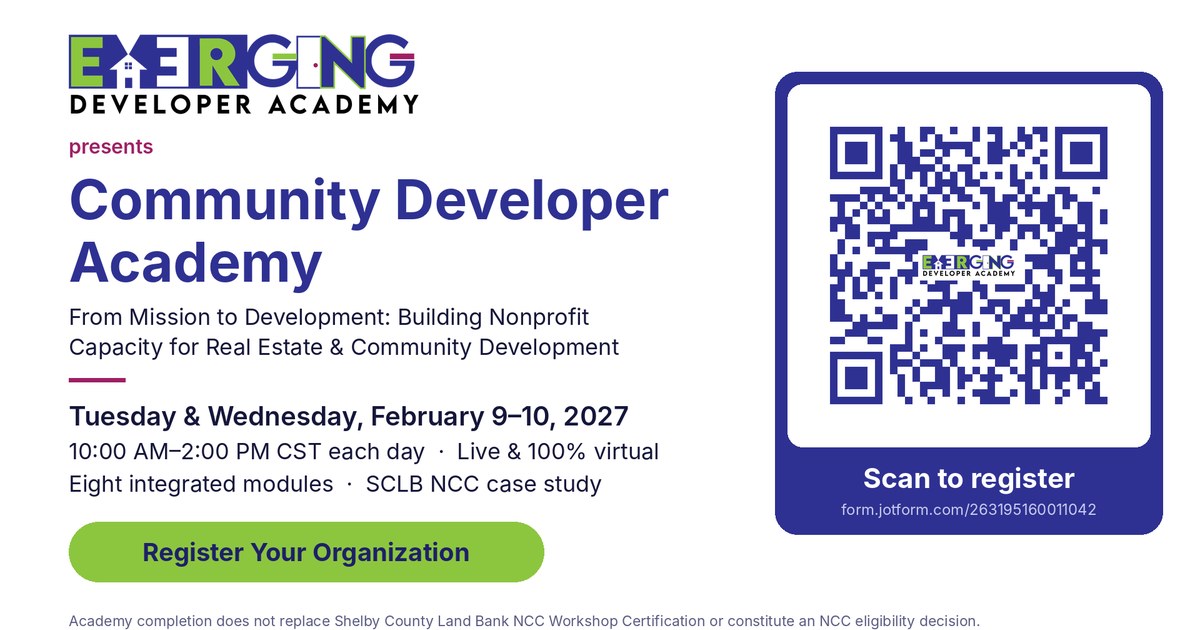 EMERGING
DEVELOPER ACADEMY
presents
Community Developer
Academy
From Mission to Development: Building Nonprofit
Capacity for Real Estate & Community Development
Tuesday & Wednesday, February 9–10, 2027
10:00 AM–2:00 PM CST each day · Live & 100% virtual
Eight integrated modules · SCLB NCC case study
Register Your Organization
EMERGING
DEVELOPER ACADEMY
Scan to register
form.jotform.com/263195160011042
Academy completion does not replace Shelby County Land Bank NCC Workshop Certification or constitute an NCC eligibility decision.